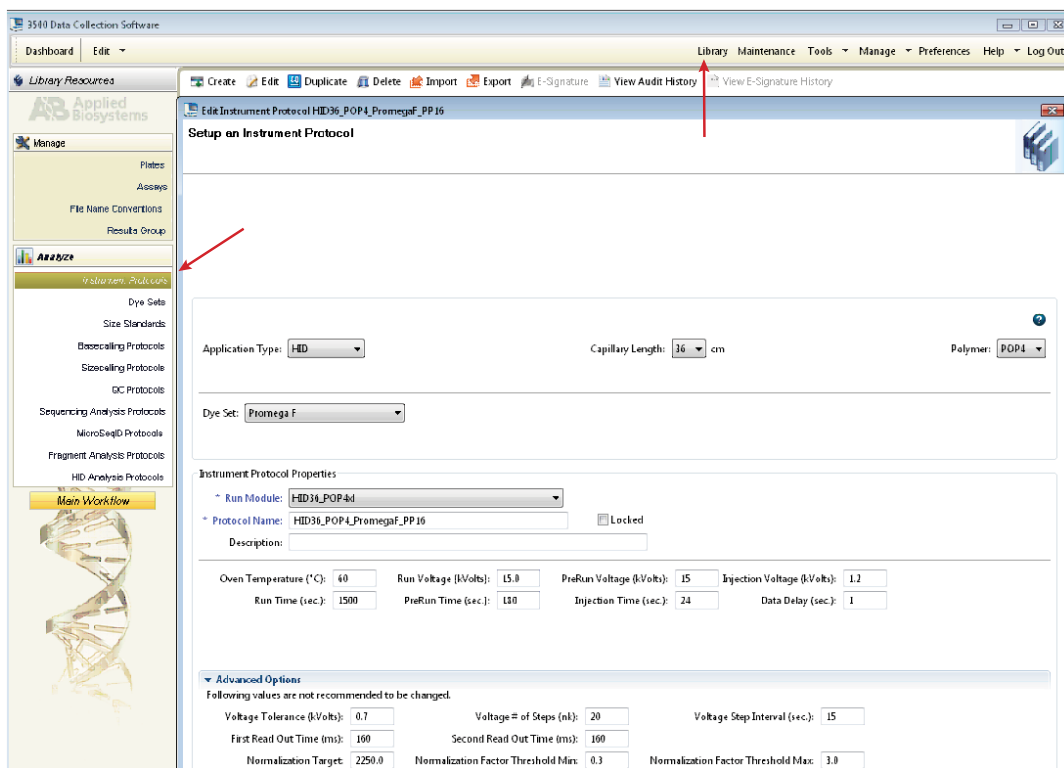 3540 Data Collection Software
Dashboard Edit Library Maintenance Tools Manage Preferences Help Log Out
Library Resources Create Edit Duplicate Delete Import Export E-Signature View Audit History View E-Signature History
AB Applied Biosystems
Edit Instrument Protocol HID36_POP4_PromegaF_PP16
Setup an Instrument Protocol
Manage
Plates
Assays
File Name Conventions
Results Group
Analyze
Instrument Protocols
Dye Sets
Size Standards
Basecalling Protocols
Sizecalling Protocols
QC Protocols
Sequencing Analysis Protocols
MicroSeqID Protocols
Fragment Analysis Protocols
HID Analysis Protocols
Main Workflow
Application Type: HID Capillary Length: 36 cm Polymer: POP4
Dye Set: Promega F
Instrument Protocol Properties
* Run Module: HID36_POP4xl
* Protocol Name: HID36_POP4_PromegaF_PP16 Locked
Description:
Oven Temperature (°C): 60 Run Voltage (kVolts): 15.0 PreRun Voltage (kVolts): 15 Injection Voltage (kVolts): 1.2
Run Time (sec.): 1500 PreRun Time (sec.): 180 Injection Time (sec.): 24 Data Delay (sec.): 1
Advanced Options
Following values are not recommended to be changed.
Voltage Tolerance (kVolts): 0.7 Voltage # of Steps (nk): 20 Voltage Step Interval (sec.): 15
First Read Out Time (ms): 160 Second Read Out Time (ms): 160
Normalization Target: 2250.0 Normalization Factor Threshold Min: 0.3 Normalization Factor Threshold Max: 3.0